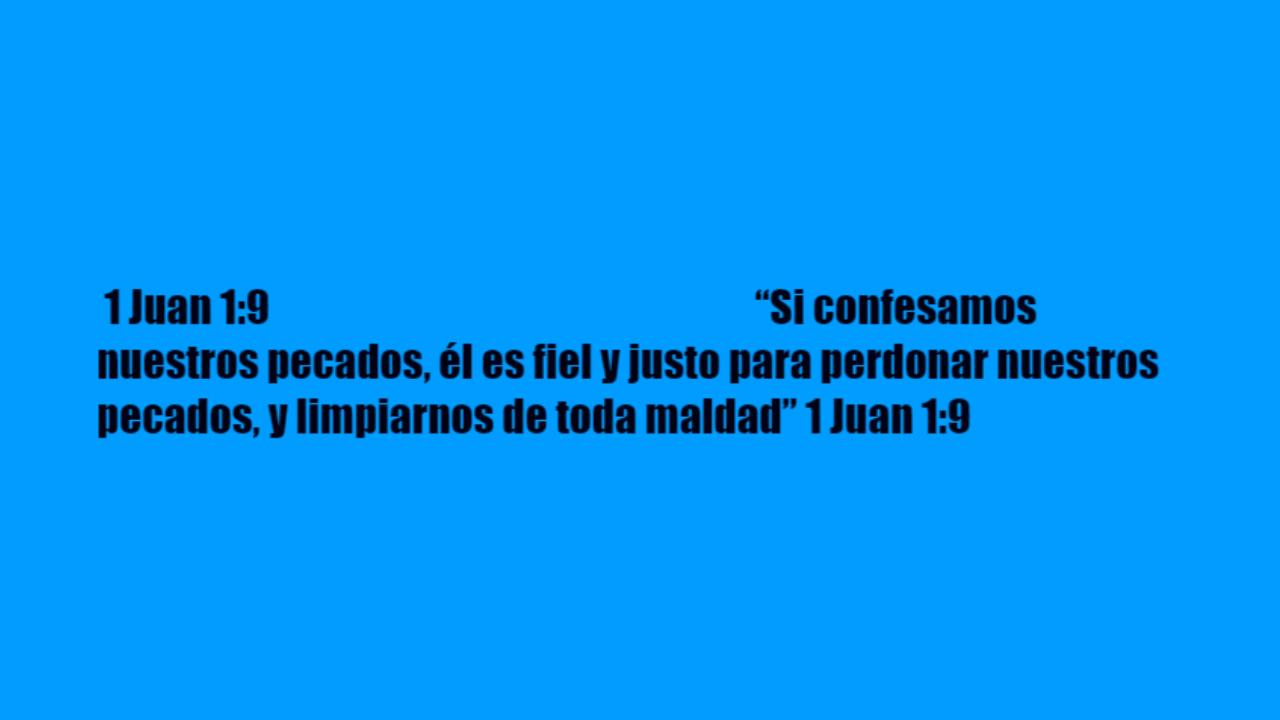 1 Juan 1:9 “Si confesamos
nuestros pecados, él es fiel y justo para perdonar nuestros
pecados, y limpiarnos de toda maldad” 1 Juan 1:9